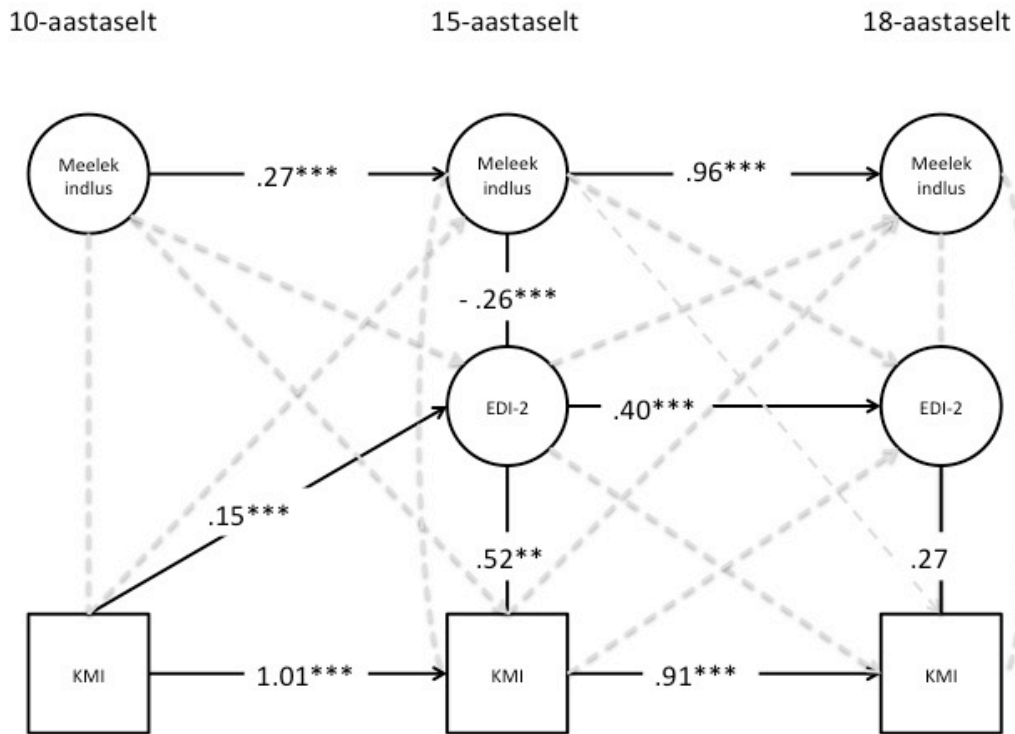 10-aastaselt 15-aastaselt 18-aastaselt
Meelek
indlus
.27***
Meleek
indlus
.96***
Meelek
indlus
- .26***
EDI-2
.40***
EDI-2
.15***
.52**
.27
KMI
1.01***
KMI
.91***
KMI